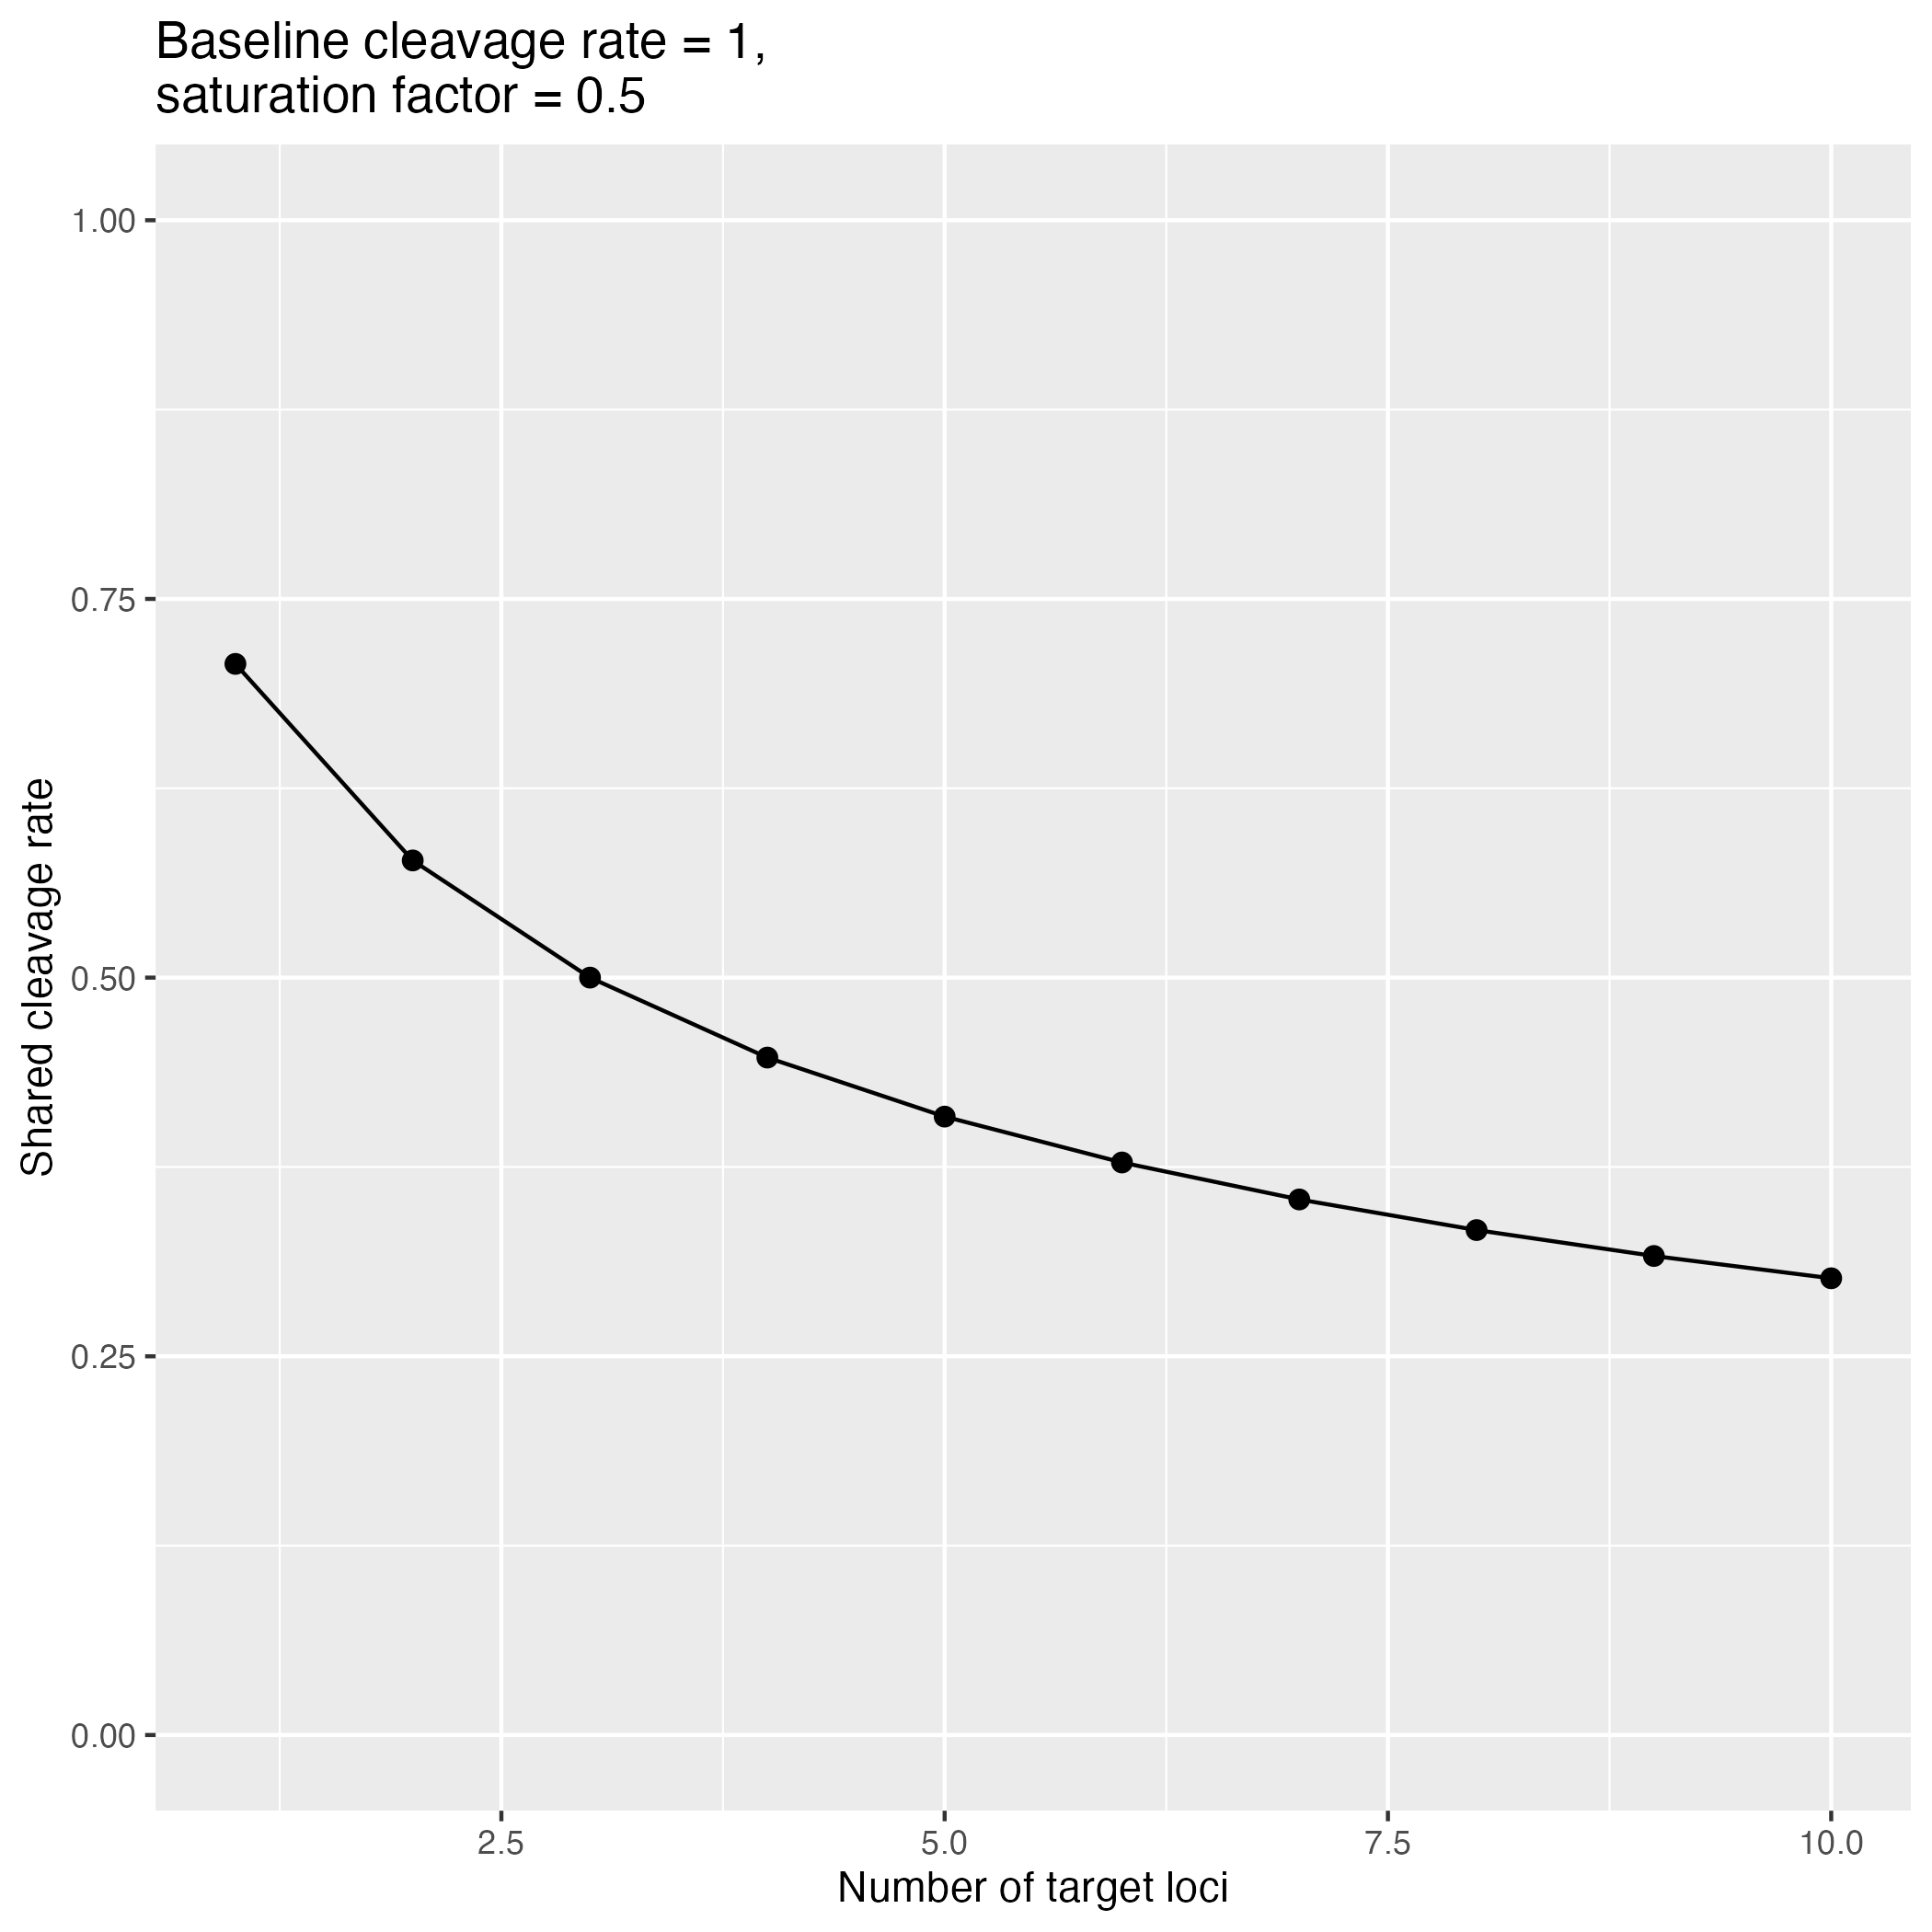 Baseline cleavage rate = 1,
saturation factor = 0.5
1.00
0.75
0.50
0.25
0.00
Shared cleavage rate
2.5
5.0
7.5
10.0
Number of target loci